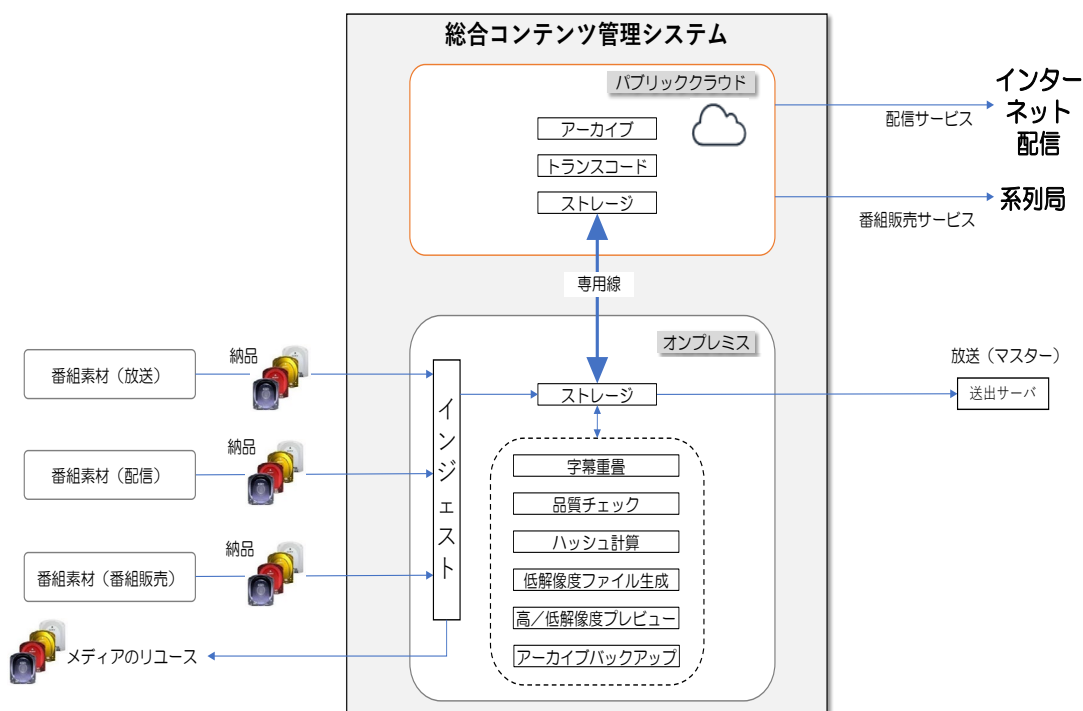 総合コンテンツ管理システム
パブリッククラウド
アーカイブ
トランスコード
ストレージ
配信サービス
インター
ネット
配信
番組販売サービス
系列局
専用線
オンプレミス
番組素材（放送）
納品
インジェスト
ストレージ
放送（マスター）
送出サーバ
番組素材（配信）
納品
字幕重畳
品質チェック
ハッシュ計算
低解像度ファイル生成
高／低解像度プレビュー
アーカイブバックアップ
番組素材（番組販売）
納品
メディアのリユース